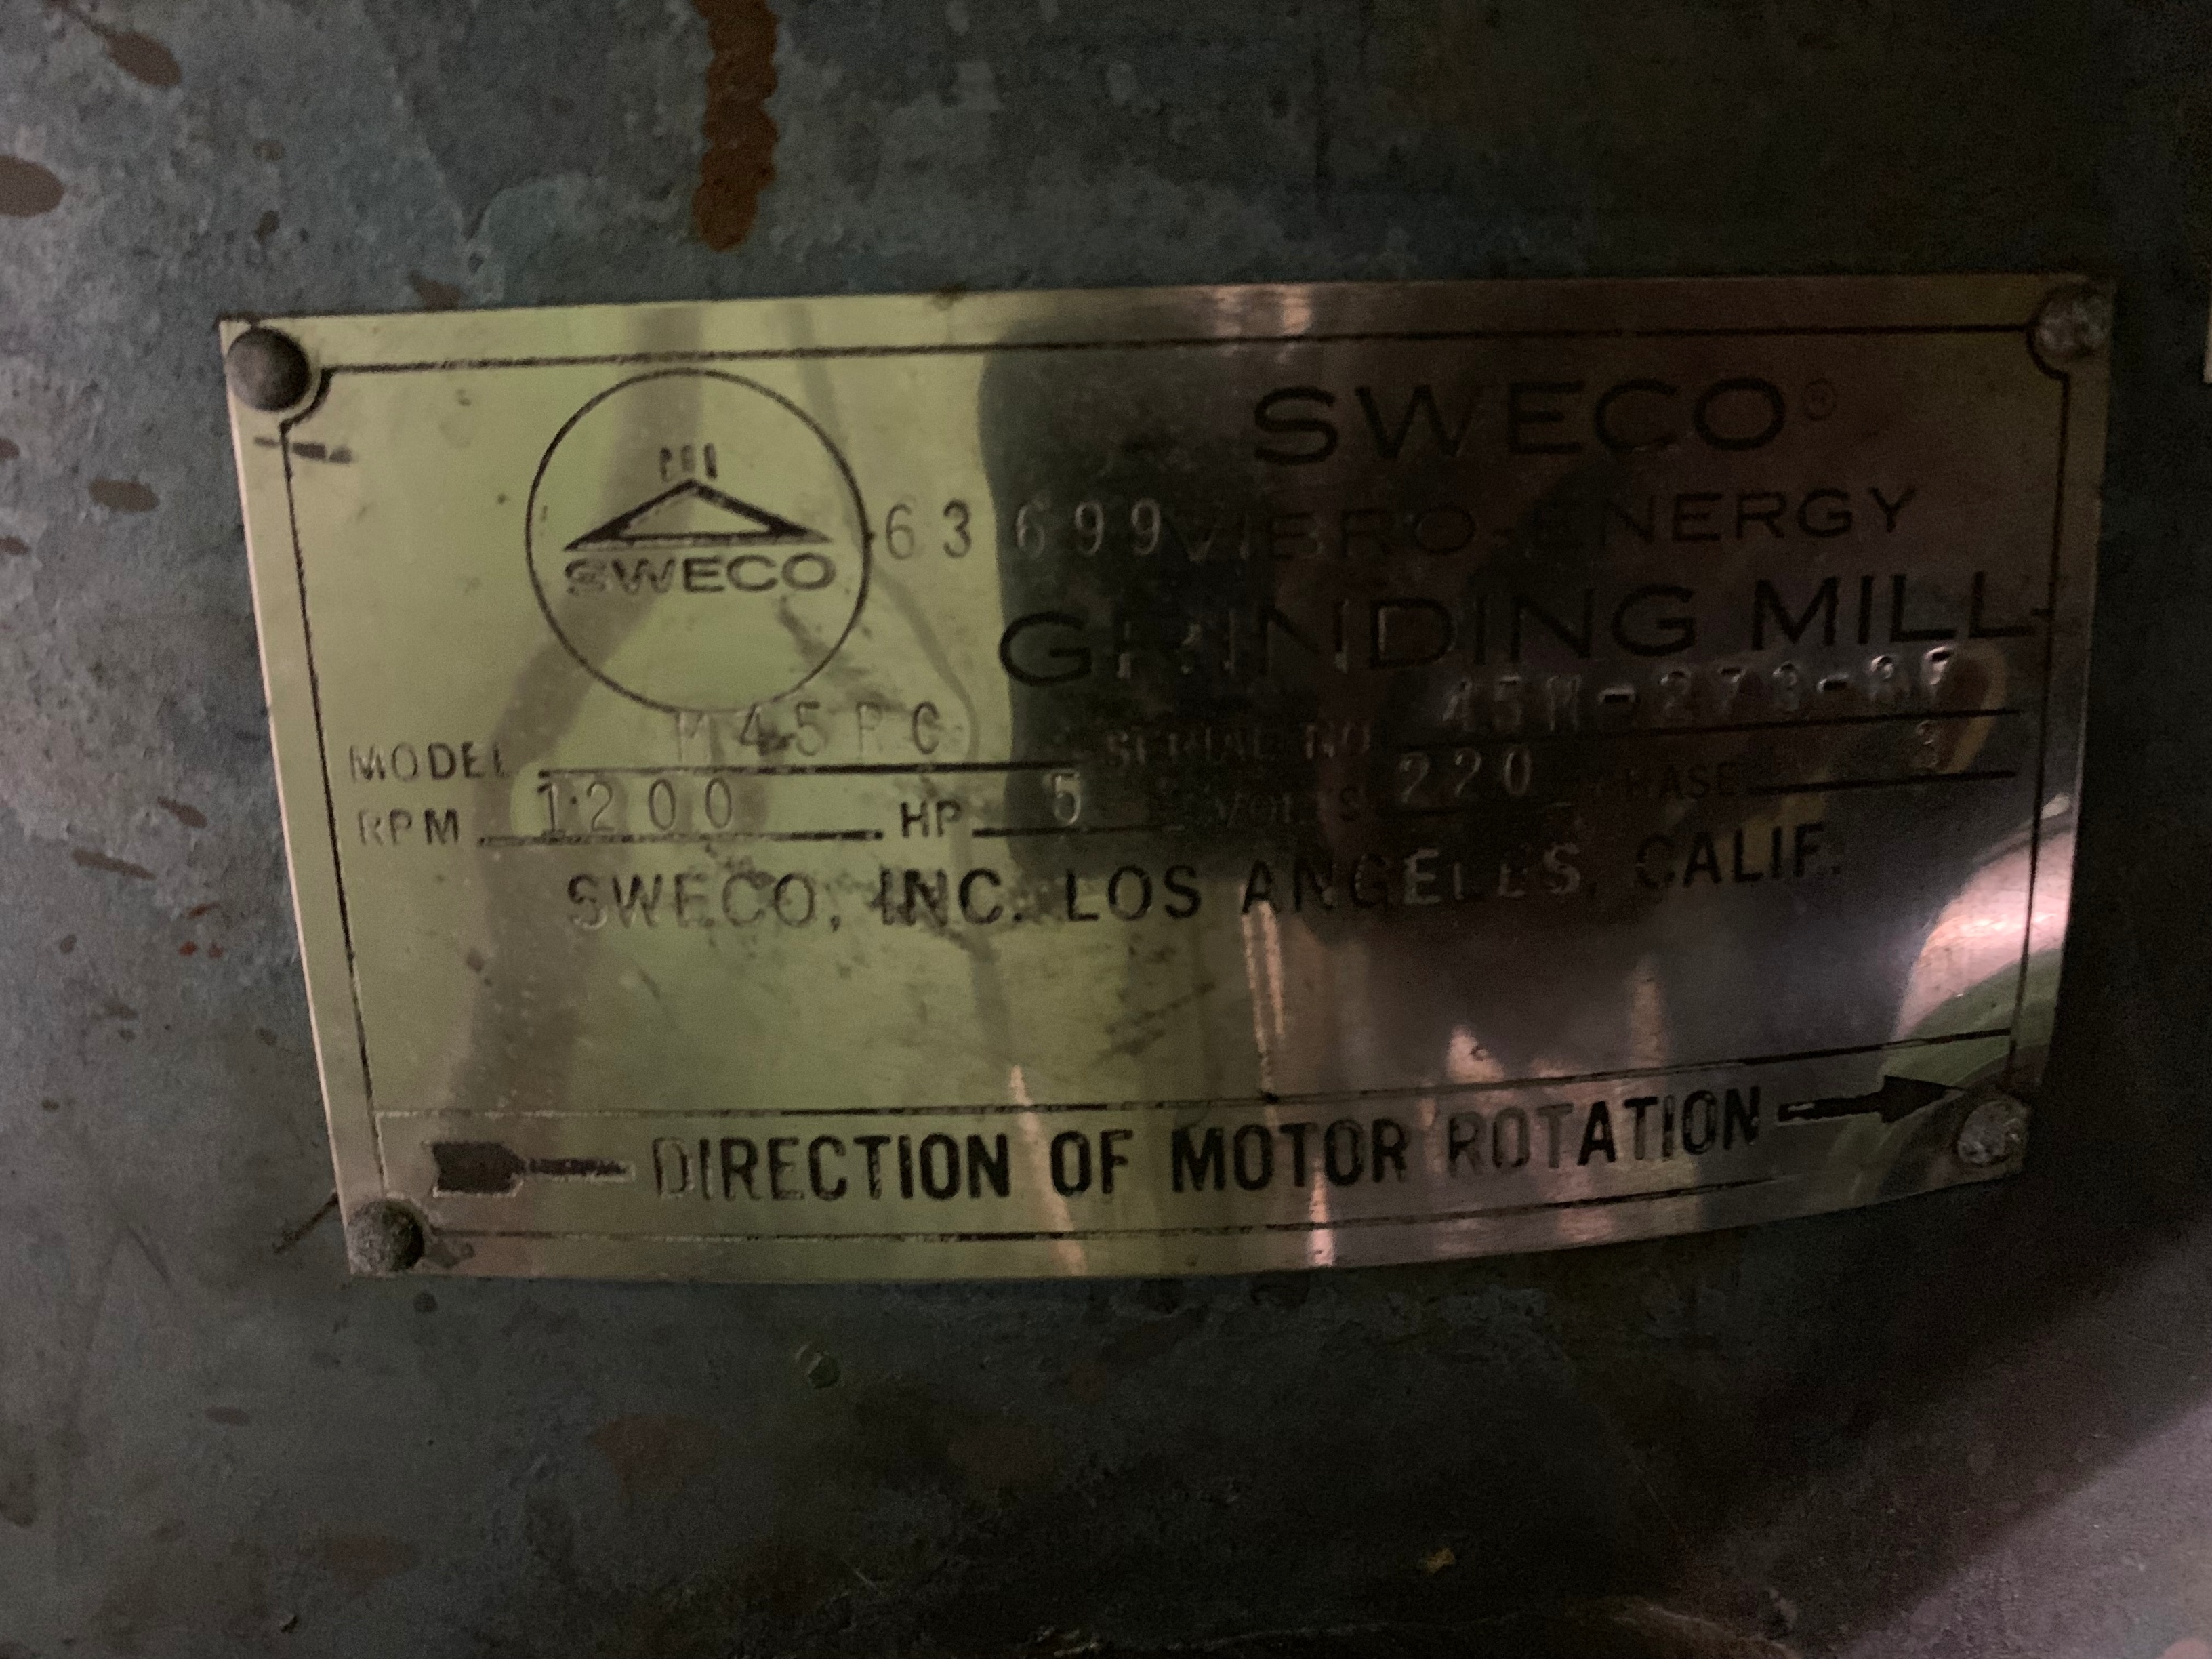 SWECO®
63699 VIBRO-ENERGY
SWECO
GRINDING MILL
MODEL M45PC SERIAL NO
RPM 1200 HP 5 VOLTS 220 PHASE 3
SWECO, INC. LOS ANGELES, CALIF.
DIRECTION OF MOTOR ROTATION